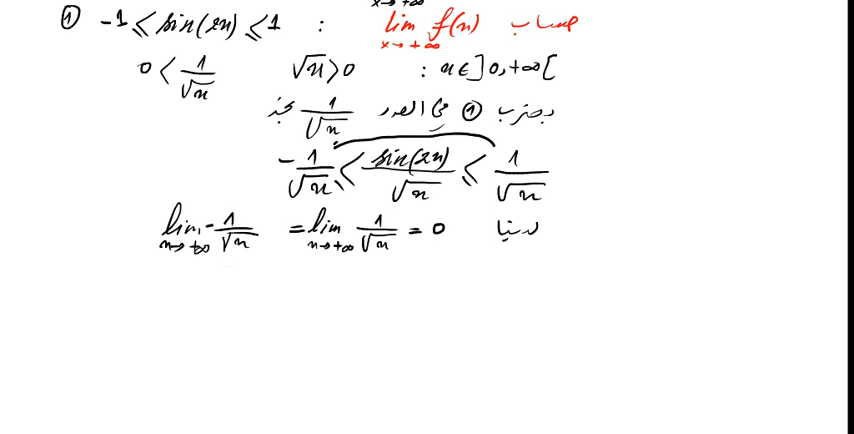 حساب lim f(x) x→+∞ : -1 ≤ sin(2x) ≤ 1 ①
x ∈ ]0,+∞[ : √x > 0 0 < 1/√x
بضرب ① في العدد 1/√x نجد
-1/√x ≤ sin(2x)/√x ≤ 1/√x
لدينا lim x→+∞ -1/√x = lim x→+∞ 1/√x = 0